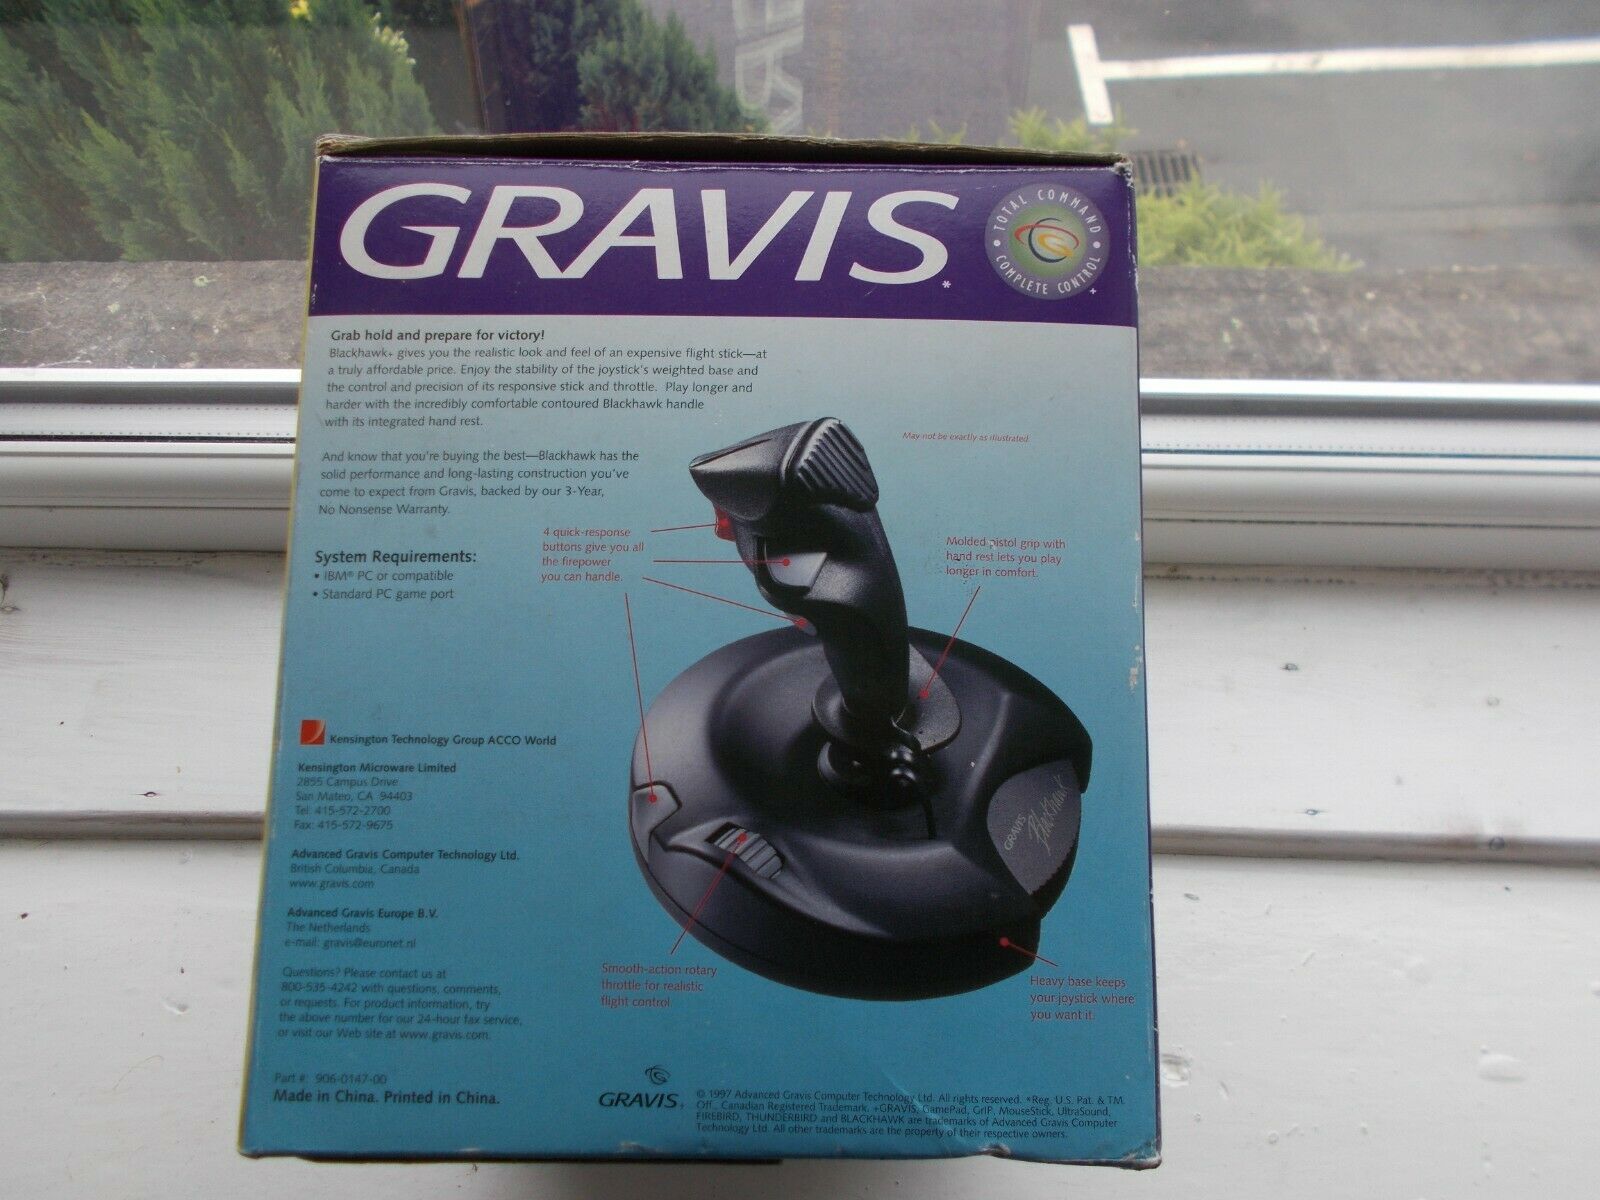 GRAVIS*
TOTAL COMMAND
COMPLETE CONTROL+
Grab hold and prepare for victory!
Blackhawk+ gives you the realistic look and feel of an expensive flight stick—at
a truly affordable price. Enjoy the stability of the joystick's weighted base and
the control and precision of its responsive stick and throttle. Play longer and
harder with the incredibly comfortable contoured Blackhawk handle
with its integrated hand rest.
And know that you're buying the best—Blackhawk has the
solid performance and long-lasting construction you've
come to expect from Gravis, backed by our 3-Year,
No Nonsense Warranty.
System Requirements:
• IBM® PC or compatible
• Standard PC game port
May not be exactly as illustrated
4 quick-response
buttons give you all
the firepower
you can handle.
Molded pistol grip with
hand rest lets you play
longer in comfort.
GRAVIS
BlackHawk
Smooth-action rotary
throttle for realistic
flight control
Heavy base keeps
your joystick where
you want it.
Kensington Technology Group ACCO World
Kensington Microware Limited
2855 Campus Drive
San Mateo, CA 94403
Tel: 415-572-2700
Fax: 415-572-9675
Advanced Gravis Computer Technology Ltd.
British Columbia, Canada
www.gravis.com
Advanced Gravis Europe B.V.
The Netherlands
e-mail: gravis@euronet.nl
Questions? Please contact us at
800-535-4242 with questions, comments,
or requests. For product information, try
the above number for our 24-hour fax service,
or visit our Web site at www.gravis.com.
Part #: 906-0147-00
Made in China. Printed in China.
GRAVIS+
© 1997 Advanced Gravis Computer Technology Ltd. All rights reserved. *Reg. U.S. Pat. & TM.
Off., Canadian Registered Trademark. +GRAVIS, GamePad, GrIP, MouseStick, UltraSound,
FIREBIRD, THUNDERBIRD and BLACKHAWK are trademarks of Advanced Gravis Computer
Technology Ltd. All other trademarks are the property of their respective owners.